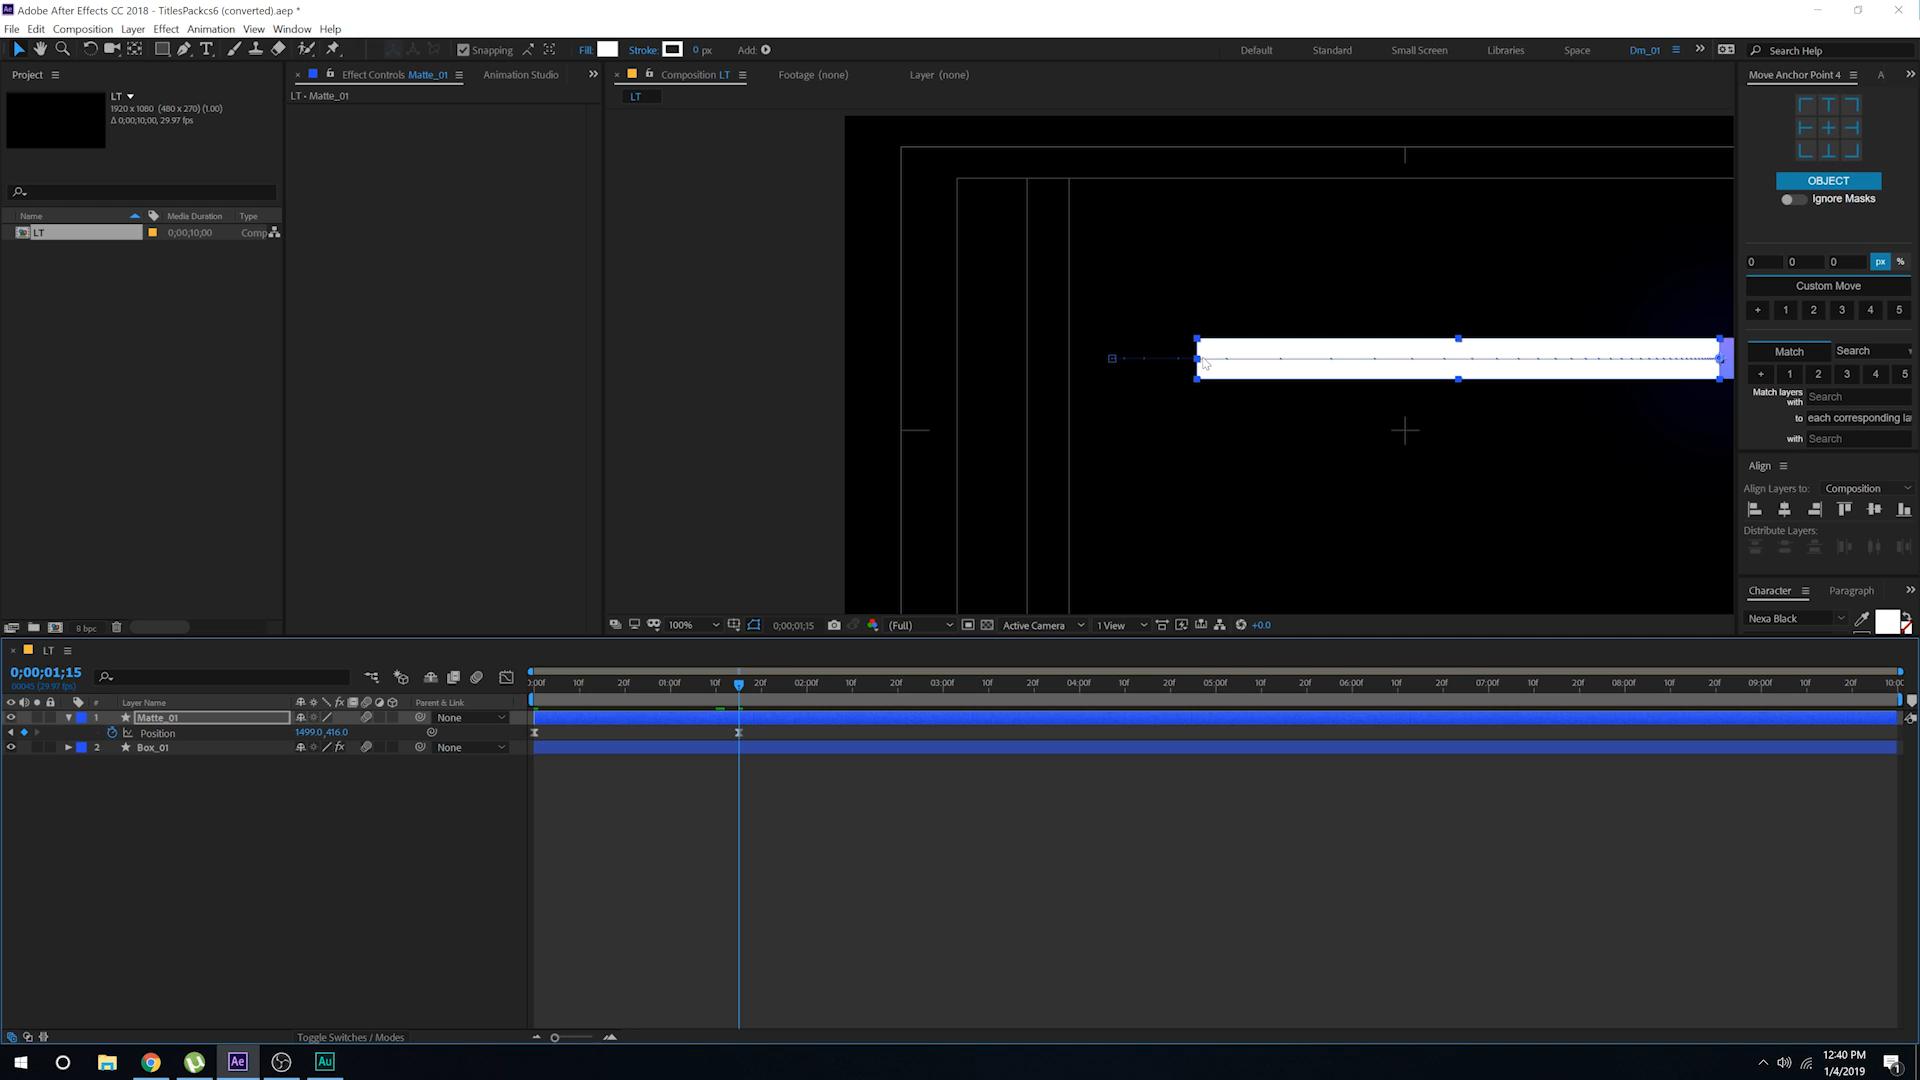 Adobe After Effects CC 2018 - TitlesPackcs6 (converted).aep *
File Edit Composition Layer Effect Animation View Window Help
Snapping Fill: Stroke: 0 px Add: Default Standard Small Screen Libraries Space Dm_01 Search Help
Project Effect Controls Matte_01 Animation Studio Composition LT Footage (none) Layer (none) Move Anchor Point 4 A
LT LT - Matte_01 LT
1920 x 1080 (480 x 270) (1.00)
Δ 0;00;10;00, 29.97 fps
OBJECT
Ignore Masks
Name Media Duration Type
LT 0;00;10;00 Comp
0 0 0 px %
Custom Move
+ 1 2 3 4 5
Match Search
+ 1 2 3 4 5
Match layers with Search
to each corresponding la
with Search
Align
Align Layers to: Composition
Distribute Layers:
Character Paragraph
Nexa Black
8 bpc 100% 0;00;01;15 (Full) Active Camera 1 View +0.0
LT
0;00;01;15
00045 (29.97 fps)
0:00f 10f 20f 01:00f 10f 20f 02:00f 10f 20f 03:00f 10f 20f 04:00f 10f 20f 05:00f 10f 20f 06:00f 10f 20f 07:00f 10f 20f 08:00f 10f 20f 09:00f 10f 20f 10:00
# Layer Name fx Parent & Link
1 Matte_01 None
Position 1499.0,416.0
2 Box_01 fx None
Toggle Switches / Modes
Ae Au
12:40 PM
1/4/2019
1